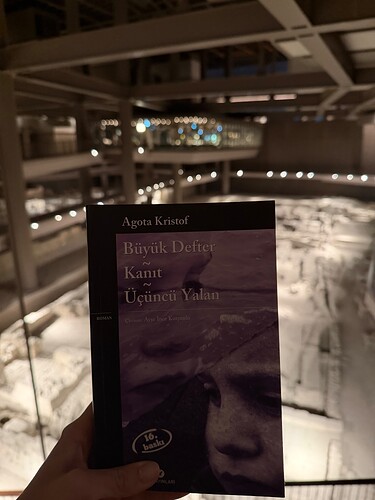 Agota Kristof
Büyük Defter
~
Kanıt
~
Üçüncü Yalan
ROMAN
16.
baskı